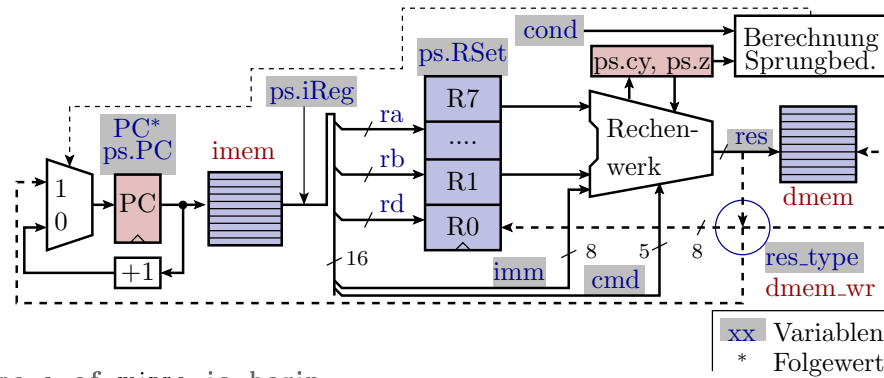 cond
Berechnung
Sprungbed.
ps.RSet
ps.cy, ps.z
ps.iReg
R7
PC*
ps.PC
imem
ra
....
Rechen-
werk
res
1
0
PC
rb
R1
dmem
rd
R0
+1
16
8
5
8
imm
cmd
res_type
dmem_wr
xx Variablen
* Folgewert